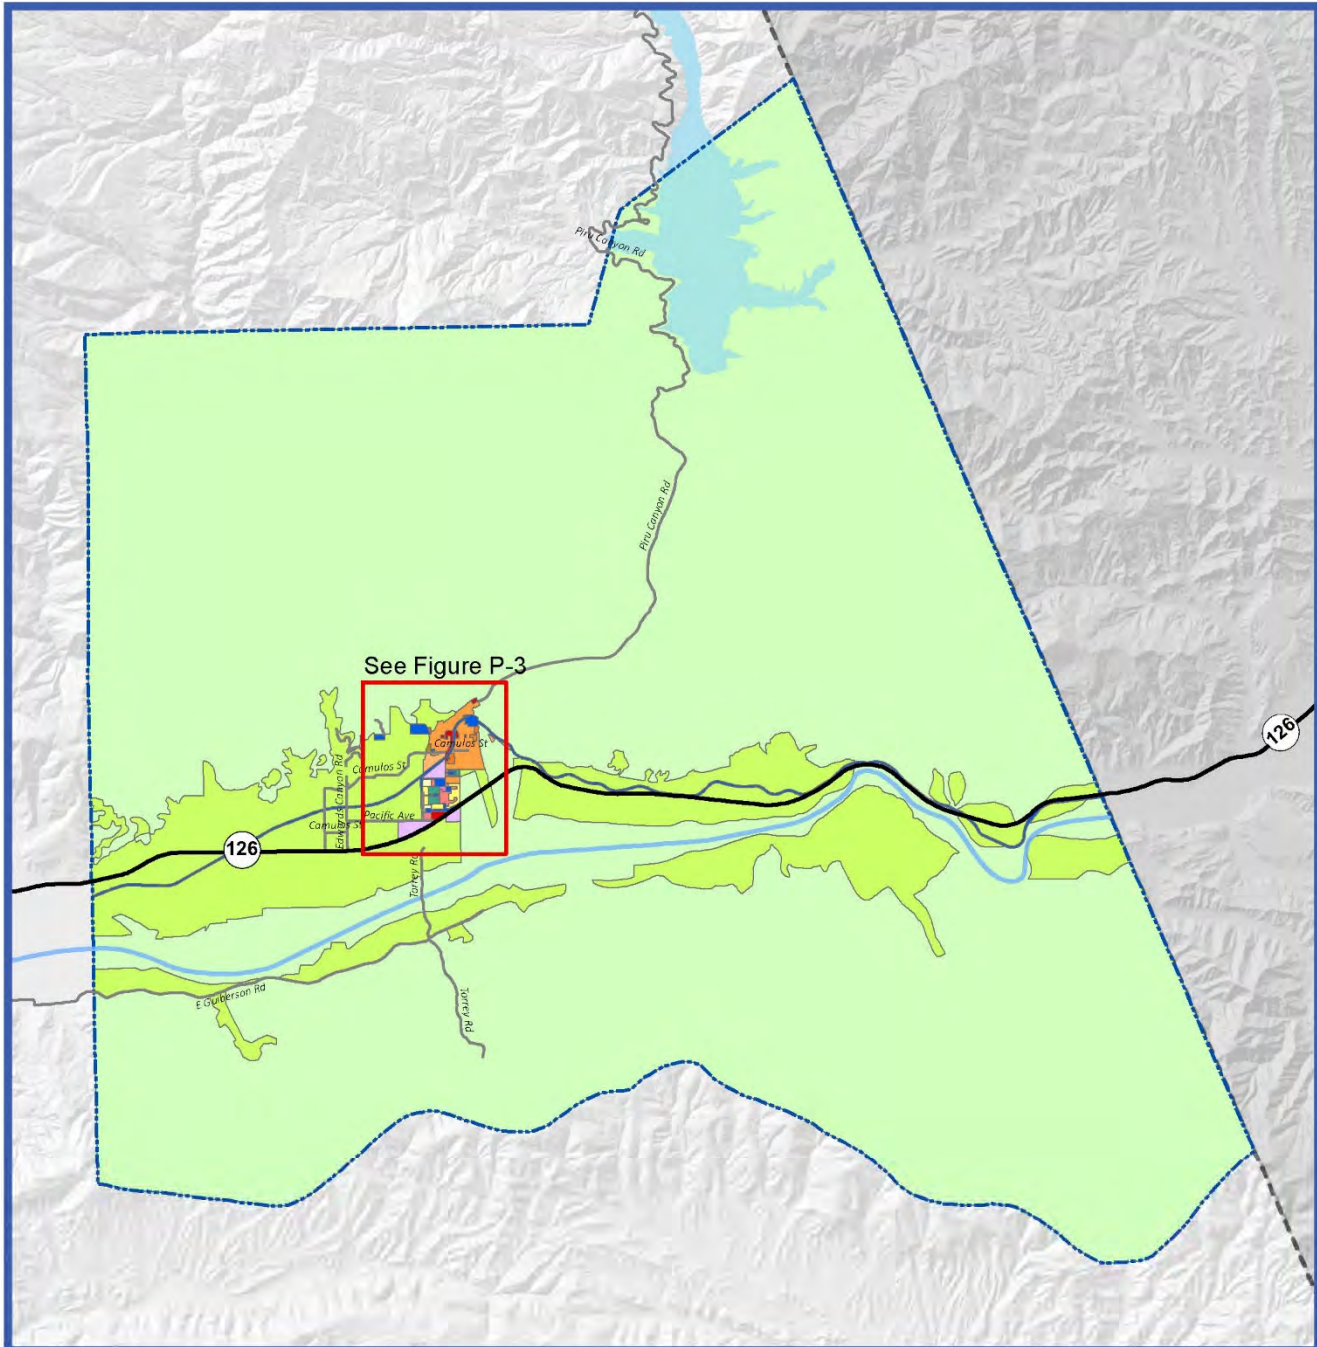 Piru Canyon Rd
Piru Canyon Rd
See Figure P-3
126
Camulos St
Camulos St
Edwards Canyon Rd
Pacific Ave
Camulos St
126
Torrey Rd
E Guiberson Rd
Torrey Rd